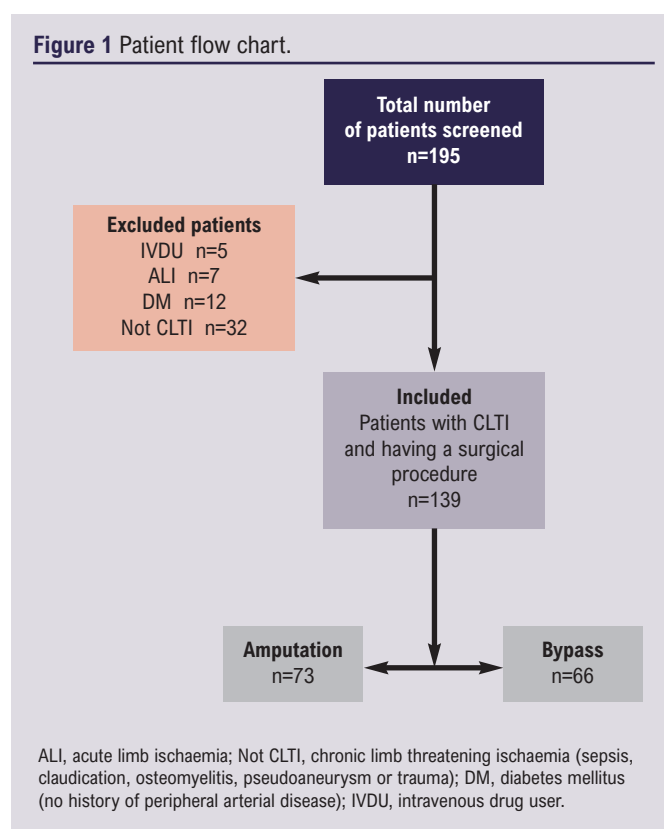 Figure 1 Patient flow chart.
Total number
of patients screened
n=195
Excluded patients
IVDU n=5
ALI n=7
DM n=12
Not CLTI n=32
Included
Patients with CLTI
and having a surgical
procedure
n=139
Amputation
n=73
Bypass
n=66
ALI, acute limb ischaemia; Not CLTI, chronic limb threatening ischaemia (sepsis,
claudication, osteomyelitis, pseudoaneurysm or trauma); DM, diabetes mellitus
(no history of peripheral arterial disease); IVDU, intravenous drug user.